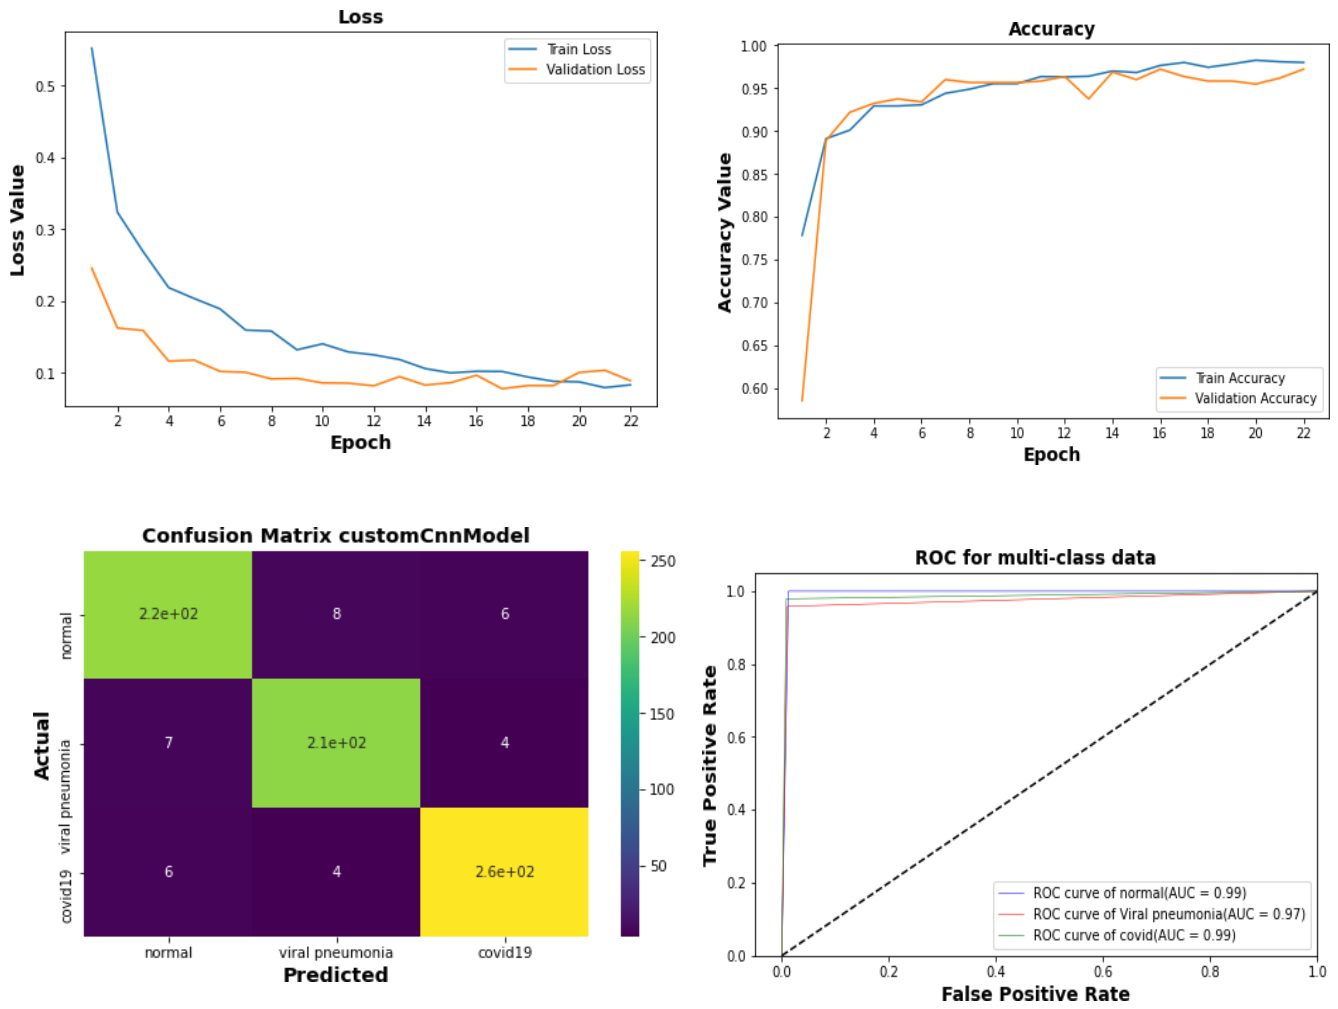 Loss
Train Loss
Validation Loss
0.5
0.4
0.3
0.2
0.1
Loss Value
2 4 6 8 10 12 14 16 18 20 22
Epoch
Accuracy
1.00
0.95
0.90
0.85
0.80
0.75
0.70
0.65
0.60
Accuracy Value
Train Accuracy
Validation Accuracy
2 4 6 8 10 12 14 16 18 20 22
Epoch
Confusion Matrix customCnnModel
Actual
normal
2.2e+02 8 6
viral pneumonia
7 2.1e+02 4
covid19
6 4 2.6e+02
normal viral pneumonia covid19
Predicted
250
200
150
100
50
ROC for multi-class data
1.0
0.8
0.6
0.4
0.2
0.0
True Positive Rate
ROC curve of normal(AUC = 0.99)
ROC curve of Viral pneumonia(AUC = 0.97)
ROC curve of covid(AUC = 0.99)
0.0 0.2 0.4 0.6 0.8 1.0
False Positive Rate